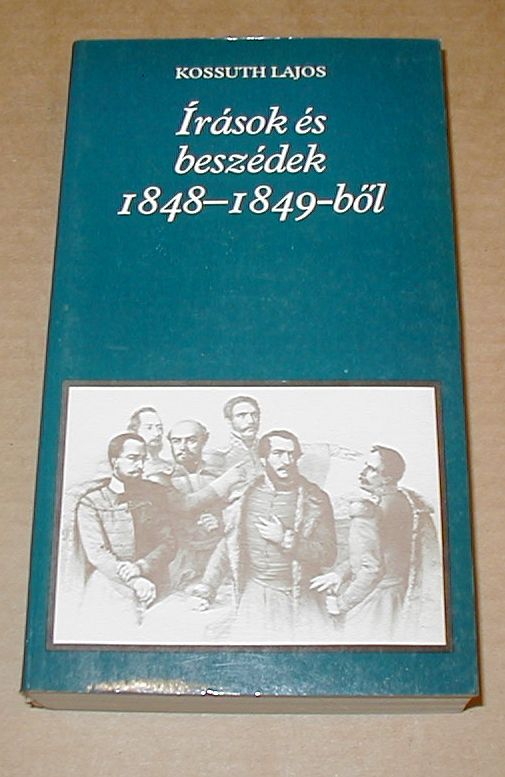 KOSSUTH LAJOS
Írások és
beszédek
1848–1849-ből